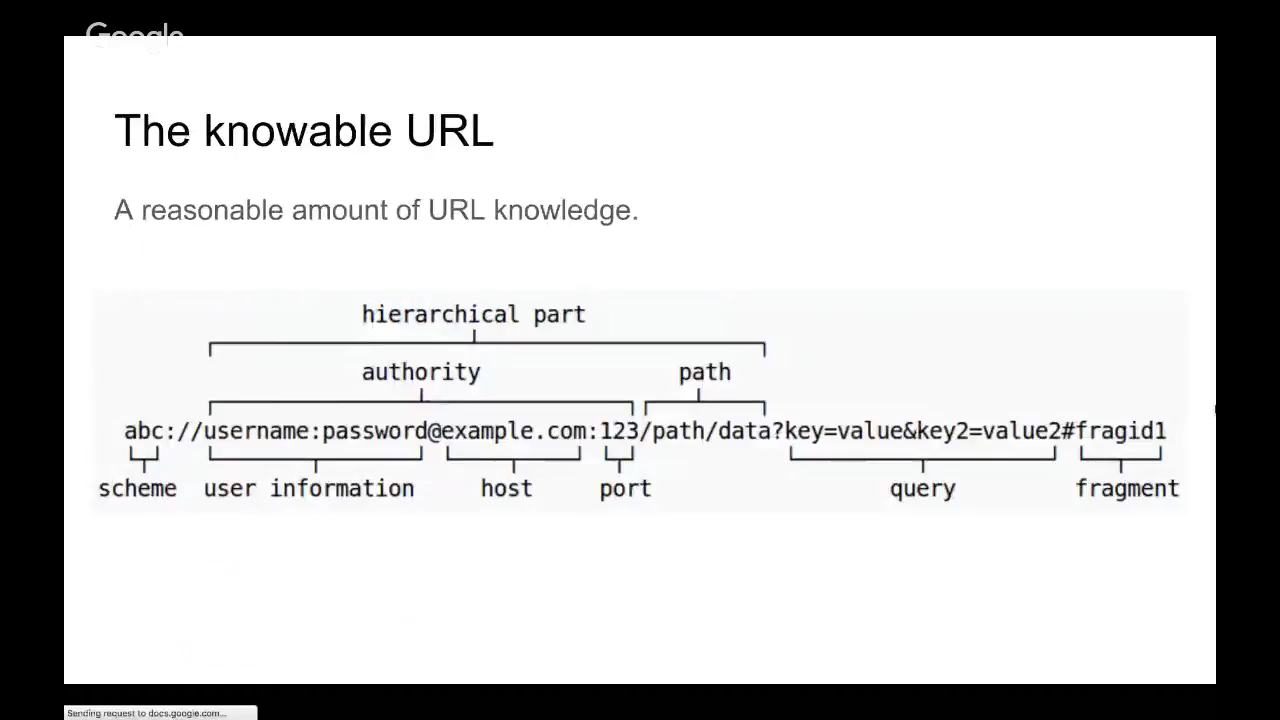 Google
The knowable URL
A reasonable amount of URL knowledge.
hierarchical part
authority path
abc://username:password@example.com:123/path/data?key=value&key2=value2#fragid1
scheme user information host port query fragment
Sending request to docs.google.com...